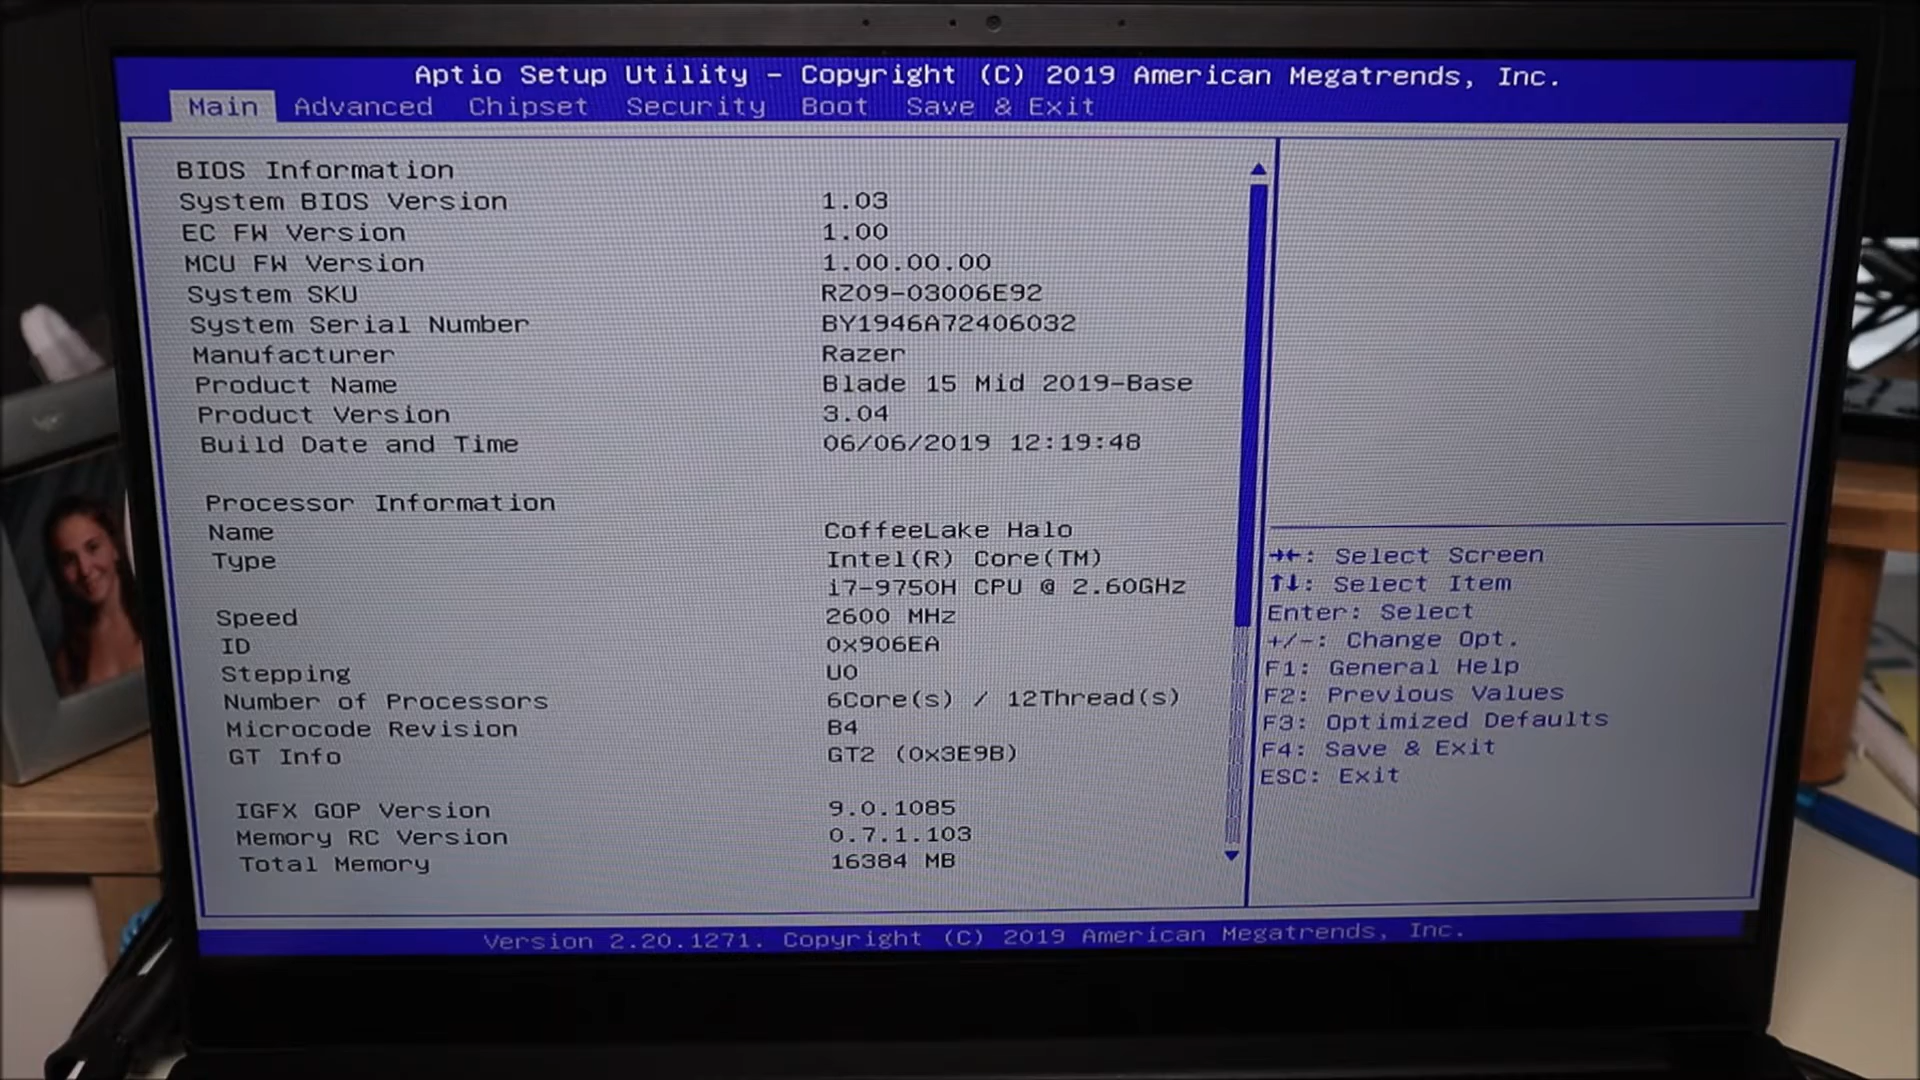 Aptio Setup Utility - Copyright (C) 2019 American Megatrends, Inc.
Main Advanced Chipset Security Boot Save & Exit
BIOS Information
System BIOS Version 1.03
EC FW Version 1.00
MCU FW Version 1.00.00.00
System SKU RZ09-03006E92
System Serial Number BY1946A72406032
Manufacturer Razer
Product Name Blade 15 Mid 2019-Base
Product Version 3.04
Build Date and Time 06/06/2019 12:19:48
Processor Information
Name CoffeeLake Halo
Type Intel(R) Core(TM)
i7-9750H CPU @ 2.60GHz
Speed 2600 MHz
ID 0x906EA
Stepping U0
Number of Processors 6Core(s) / 12Thread(s)
Microcode Revision B4
GT Info GT2 (0x3E9B)
IGFX GOP Version 9.0.1085
Memory RC Version 0.7.1.103
Total Memory 16384 MB
→←: Select Screen
↑↓: Select Item
Enter: Select
+/-: Change Opt.
F1: General Help
F2: Previous Values
F3: Optimized Defaults
F4: Save & Exit
ESC: Exit
Version 2.20.1271. Copyright (C) 2019 American Megatrends, Inc.